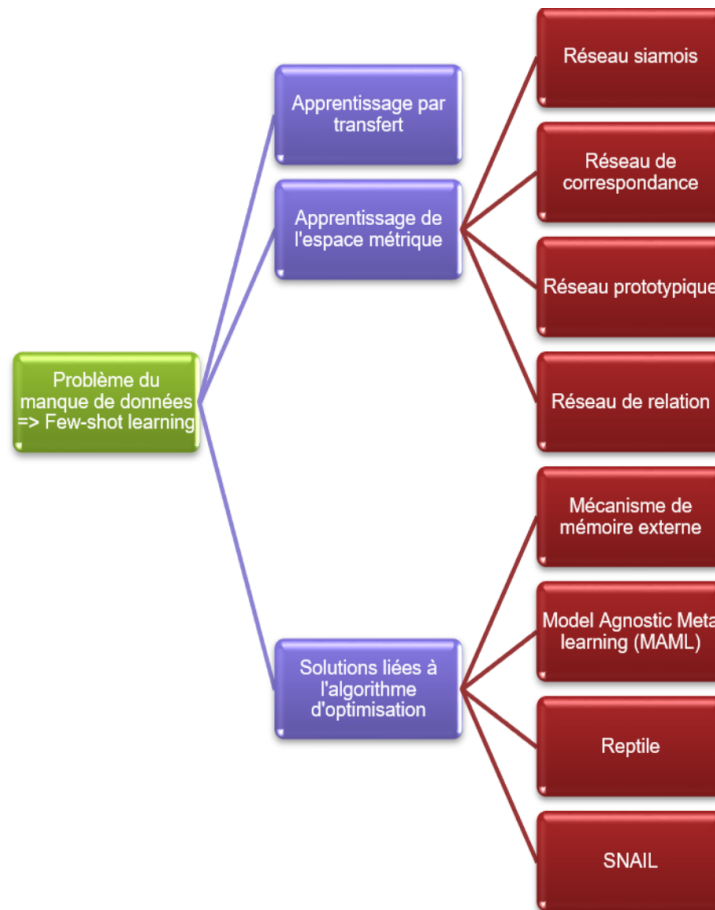 Réseau siamois
Apprentissage par
transfert
Réseau de
correspondance
Apprentissage de
l'espace métrique
Réseau prototypique
Problème du
manque de données
=> Few-shot learning
Réseau de relation
Mécanisme de
mémoire externe
Model Agnostic Meta
learning (MAML)
Solutions liées à
l'algorithme
d'optimisation
Reptile
SNAIL